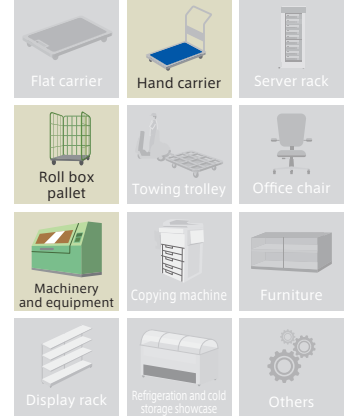 Flat carrier
Hand carrier
Server rack
Roll box
pallet
Towing trolley
Office chair
Machinery
and equipment
Copying machine
Furniture
Display rack
Refrigeration and cold
storage showcase
Others